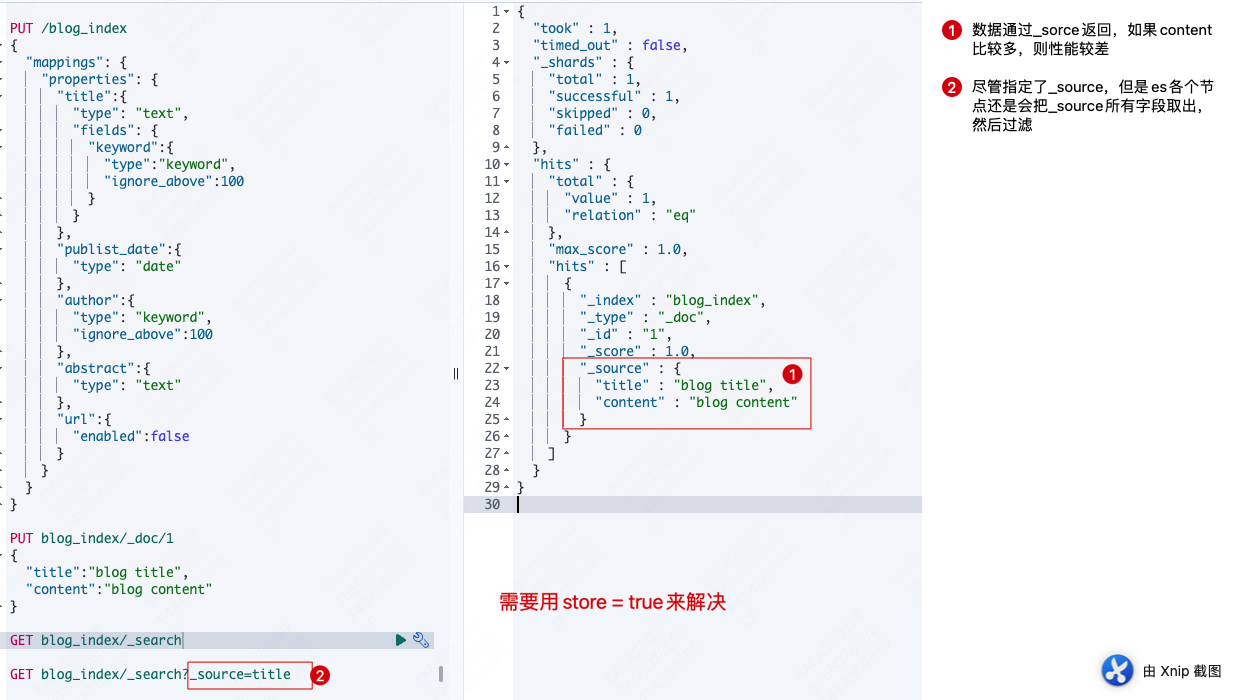 PUT /blog_index
{
"mappings": {
"properties": {
"title":{
"type": "text",
"fields": {
"keyword":{
"type":"keyword",
"ignore_above":100
}
}
},
"publist_date":{
"type": "date"
},
"author":{
"type": "keyword",
"ignore_above":100
},
"abstract":{
"type": "text"
},
"url":{
"enabled":false
}
}
}
}
PUT blog_index/_doc/1
{
"title":"blog title",
"content":"blog content"
}
GET blog_index/_search
GET blog_index/_search?_source=title 2
1 {
2 "took" : 1,
3 "timed_out" : false,
4 "_shards" : {
5 "total" : 1,
6 "successful" : 1,
7 "skipped" : 0,
8 "failed" : 0
9 },
10 "hits" : {
11 "total" : {
12 "value" : 1,
13 "relation" : "eq"
14 },
15 "max_score" : 1.0,
16 "hits" : [
17 {
18 "_index" : "blog_index",
19 "_type" : "_doc",
20 "_id" : "1",
21 "_score" : 1.0,
22 "_source" : { 1
23 "title" : "blog title",
24 "content" : "blog content"
25 }
26 }
27 ]
28 }
29 }
30
需要用 store = true 来解决
1 数据通过_sorce 返回，如果 content
比较多，则性能较差
2 尽管指定了_source，但是 es 各个节
点还是会把_source 所有字段取出，
然后过滤
由 Xnip 截图